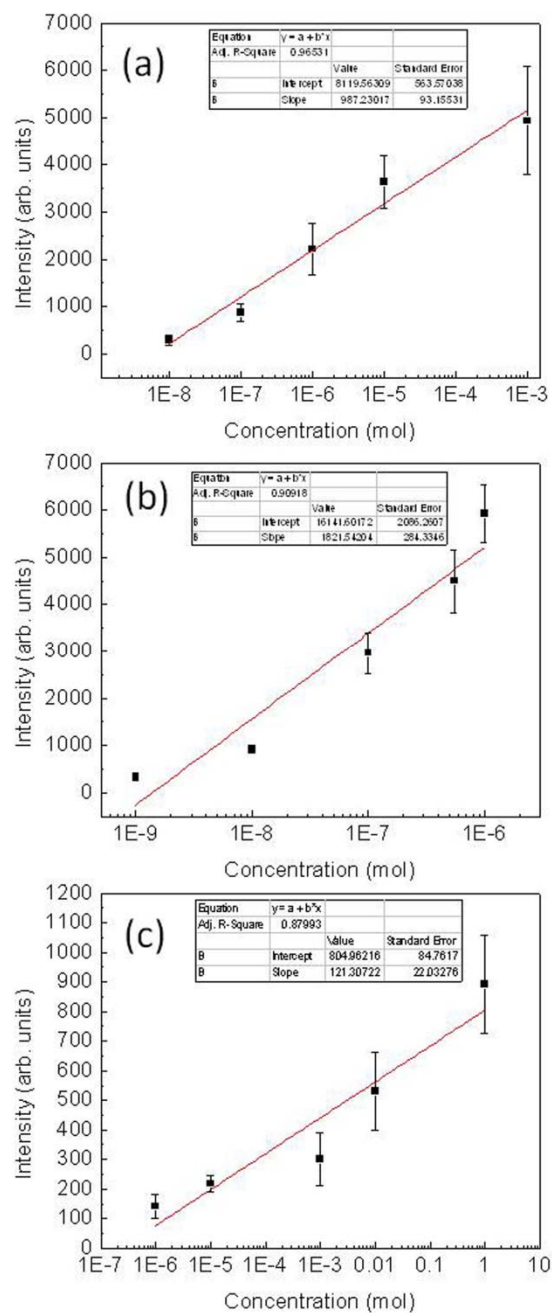 (a)
Equation y = a + b*x
Adj. R-Square 0.96531
Value Standard Error
B Intercept 8119.56309 563.57038
B Slope 987.23017 93.15531
7000
6000
5000
4000
3000
2000
1000
0
Intensity (arb. units)
1E-8 1E-7 1E-6 1E-5 1E-4 1E-3
Concentration (mol)
(b)
Equation y = a + b*x
Adj. R-Square 0.90918
Value Standard Error
B Intercept 16141.60172 2086.2607
B Slope 1821.54204 284.3346
7000
6000
5000
4000
3000
2000
1000
0
Intensity (arb. units)
1E-9 1E-8 1E-7 1E-6
Concentration (mol)
(c)
Equation y = a + b*x
Adj. R-Square 0.87993
Value Standard Error
B Intercept 804.96216 84.7617
B Slope 121.30722 22.03276
1200
1100
1000
900
800
700
600
500
400
300
200
100
0
Intensity (arb. units)
1E-7 1E-6 1E-5 1E-4 1E-3 0.01 0.1 1 10
Concentration (mol)